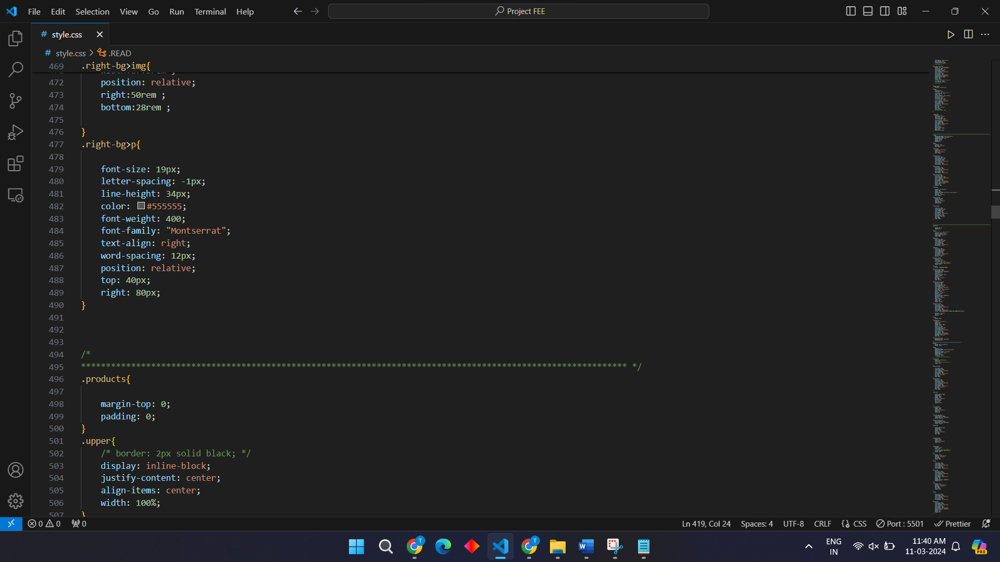 File Edit Selection View Go Run Terminal Help
Project FEE
# style.css
# style.css > .READ
469 .right-bg>img{
472 position: relative;
473 right:50rem ;
474 bottom:28rem ;
475
476 }
477 .right-bg>p{
478
479 font-size: 19px;
480 letter-spacing: -1px;
481 line-height: 34px;
482 color: #555555;
483 font-weight: 400;
484 font-family: "Montserrat";
485 text-align: right;
486 word-spacing: 12px;
487 position: relative;
488 top: 40px;
489 right: 80px;
490 }
491
492
493
494 /*
495 ************************************************************************************************************* */
496 .products{
497
498 margin-top: 0;
499 padding: 0;
500 }
501 .upper{
502 /* border: 2px solid black; */
503 display: inline-block;
504 justify-content: center;
505 align-items: center;
506 width: 100%;
507 }
0 0 0 Ln 419, Col 24 Spaces: 4 UTF-8 CRLF {} CSS Port : 5501 Prettier
T T W ENG IN 11:40 AM 11-03-2024 PRE